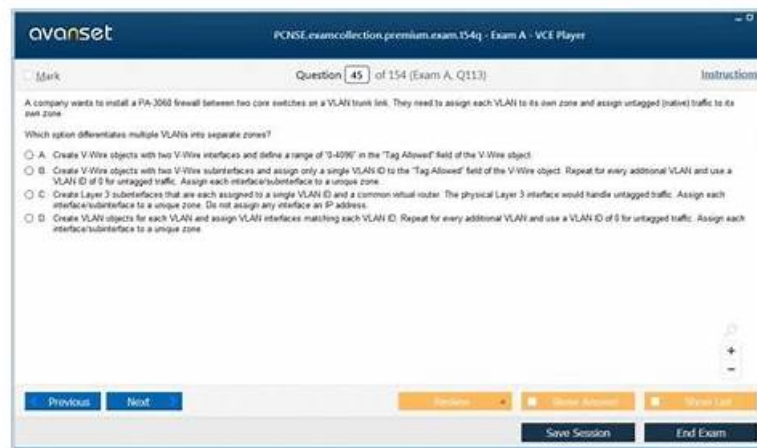 avanset
PCNSE.examcollection.premium.exam.154q - Exam A - VCE Player
Mark
Question 45 of 154 (Exam A, Q113)
Instructions
A company wants to install a PA-3060 firewall between two core switches on a VLAN trunk link. They need to assign each VLAN to its own zone and assign untagged (native) traffic to its
own zone
Which option differentiates multiple VLANs into separate zones?
A. Create V-Wire objects with two V-Wire interfaces and define a range of "0-4096" in the "Tag Allowed" field of the V-Wire object.
B. Create V-Wire objects with two V-Wire subinterfaces and assign only a single VLAN ID to the "Tag Allowed" field of the V-Wire object. Repeat for every additional VLAN and use a
VLAN ID of 0 for untagged traffic. Assign each interface/subinterface to a unique zone.
C. Create Layer 3 subinterfaces that are each assigned to a single VLAN ID and a common virtual router. The physical Layer 3 interface would handle untagged traffic. Assign each
interface/subinterface to a unique zone. Do not assign any interface an IP address.
D. Create VLAN objects for each VLAN and assign VLAN interfaces matching each VLAN ID. Repeat for every additional VLAN and use a VLAN ID of 0 for untagged traffic. Assign each
interface/subinterface to a unique zone
Previous
Next
Review
Show Answer
Show List
Save Session
End Exam